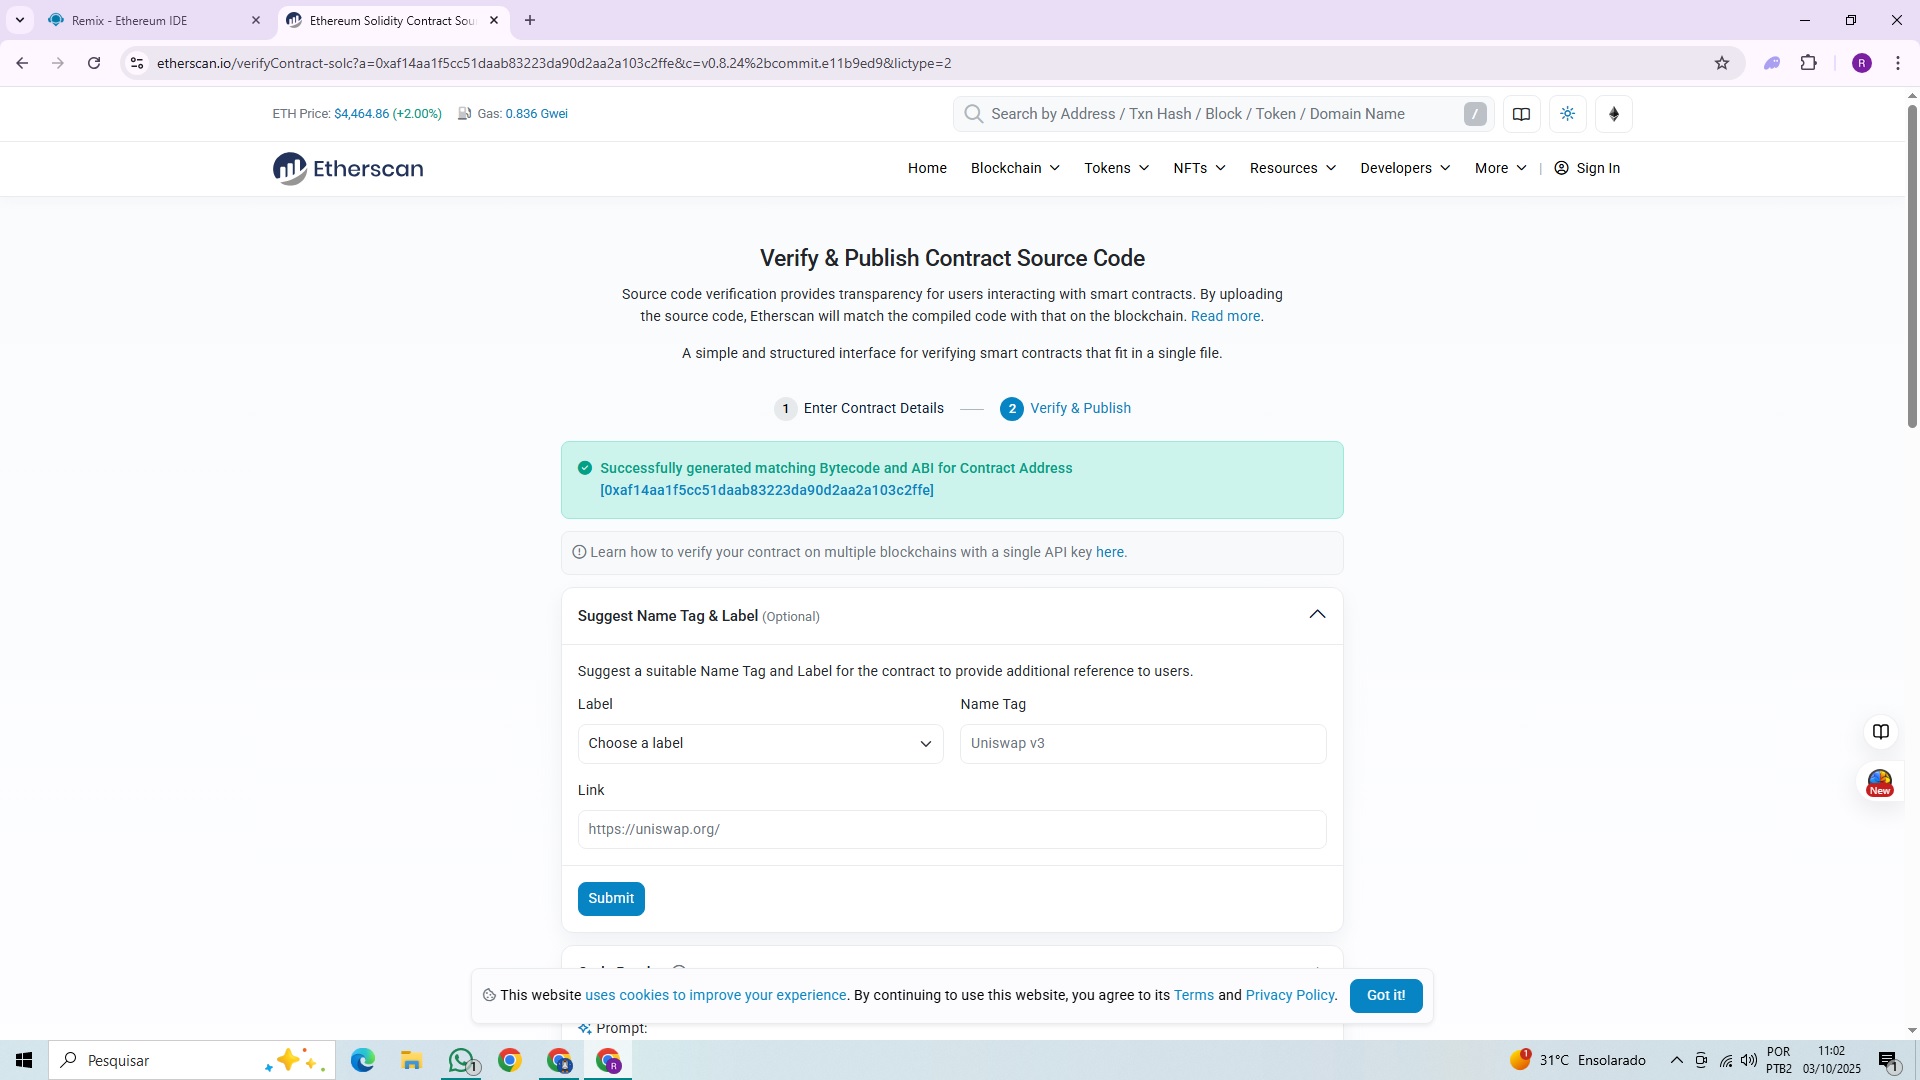 Remix - Ethereum IDE
Ethereum Solidity Contract Sou
etherscan.io/verifyContract-solc?a=0xaf14aa1f5cc51daab83223da90d2aa2a103c2ffe&c=v0.8.24%2bcommit.e11b9ed9&lictype=2
R
ETH Price: $4,464.86 (+2.00%) Gas: 0.836 Gwei
Search by Address / Txn Hash / Block / Token / Domain Name
/
Etherscan
Home Blockchain Tokens NFTs Resources Developers More | Sign In
Verify & Publish Contract Source Code
Source code verification provides transparency for users interacting with smart contracts. By uploading
the source code, Etherscan will match the compiled code with that on the blockchain. Read more.
A simple and structured interface for verifying smart contracts that fit in a single file.
1 Enter Contract Details 2 Verify & Publish
Successfully generated matching Bytecode and ABI for Contract Address
[0xaf14aa1f5cc51daab83223da90d2aa2a103c2ffe]
Learn how to verify your contract on multiple blockchains with a single API key here.
Suggest Name Tag & Label (Optional)
Suggest a suitable Name Tag and Label for the contract to provide additional reference to users.
Label Name Tag
Choose a label Uniswap v3
Link
https://uniswap.org/
Submit
New
This website uses cookies to improve your experience. By continuing to use this website, you agree to its Terms and Privacy Policy. Got it!
Prompt:
Pesquisar
1
R
1
31°C Ensolarado
POR
PTB2
11:02
03/10/2025
1